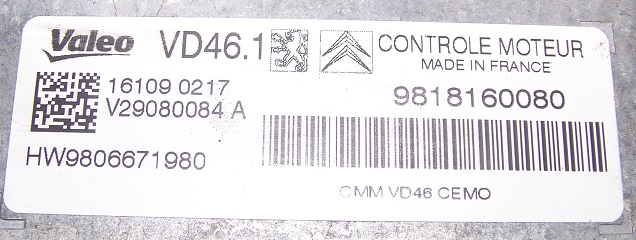 Valeo VD46.1 CONTROLE MOTEUR
MADE IN FRANCE
16109 0217
V29080084 A
9818160080
HW9806671980
CMM VD46 CEMO